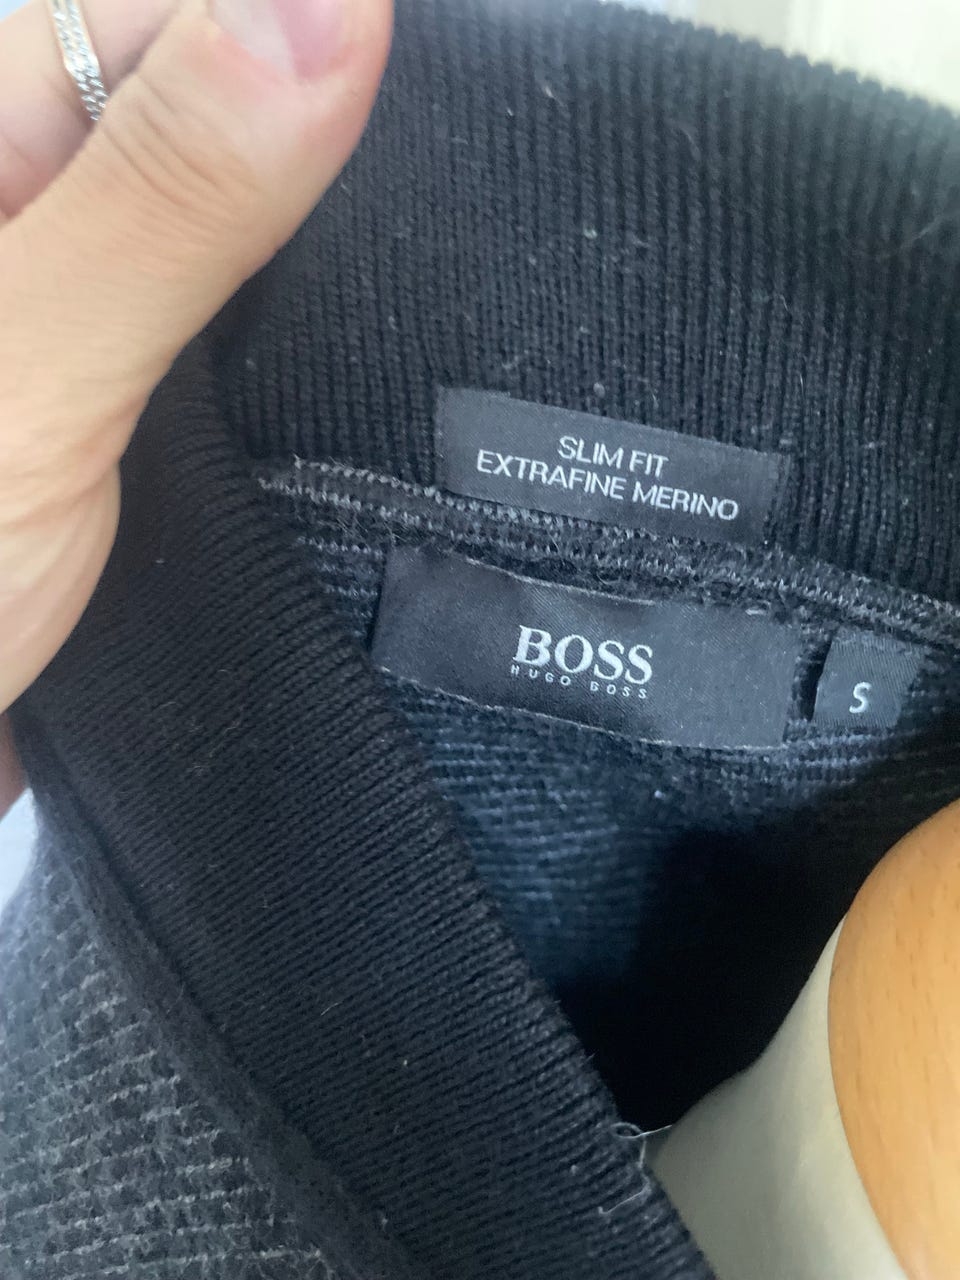 SLIM FIT
EXTRAFINE MERINO
BOSS
HUGO BOSS
S